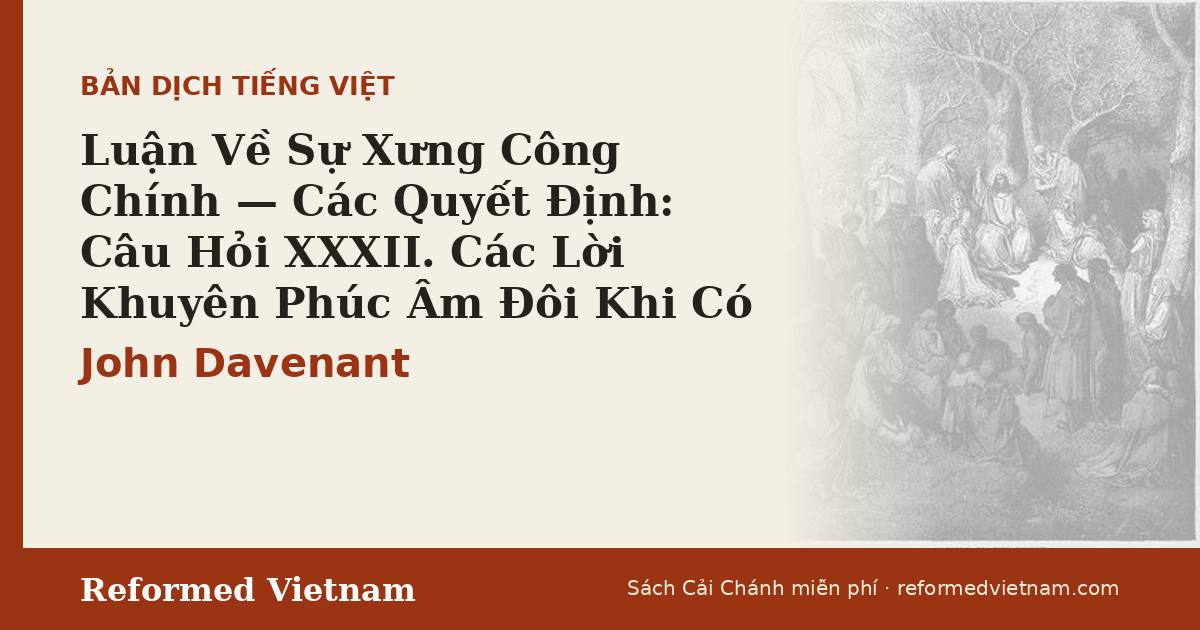 BẢN DỊCH TIẾNG VIỆT
Luận Về Sự Xưng Công
Chính — Các Quyết Định:
Câu Hỏi XXXII. Các Lời
Khuyên Phúc Âm Đôi Khi Có
John Davenant
Reformed Vietnam
Sách Cải Chánh miễn phí · reformedvietnam.com